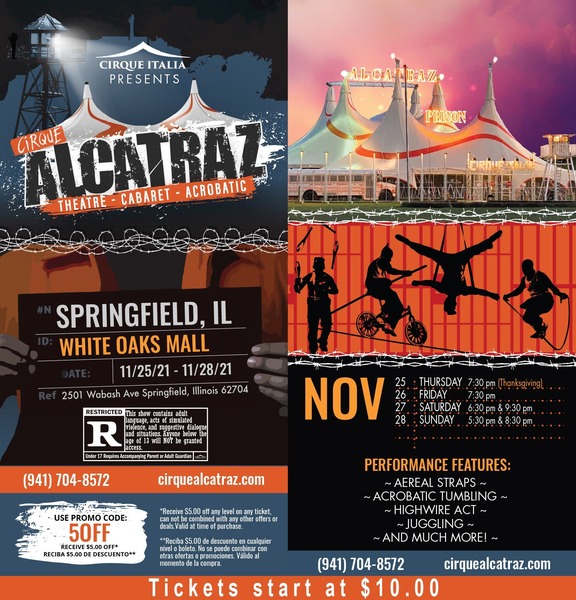 CIRQUE ITALIA
PRESENTS
CIRQUE
ALCATRAZ
THEATRE - CABARET - ACROBATIC
#N SPRINGFIELD, IL
ID: WHITE OAKS MALL
DATE: 11/25/21 - 11/28/21
Ref 2501 Wabash Ave Springfield, Illinois 62704
RESTRICTED
R
This show contains adult
language, acts of simulated
violence, and suggestive dialogue
and situations. Anyone below the
age of 13 will NOT be granted
access.
Under 17 Requires Accompanying Parent or Adult Guardian
(941) 704-8572 cirquealcatraz.com
USE PROMO CODE:
5OFF
RECEIVE $5.00 OFF*
RECIBA $5.00 DE DESCUENTO**
*Receive $5.00 off any level on any ticket,
can not be combined with any other offers or
deals.Valid at time of purchase.
**Reciba $5.00 de descuento en cualquier
nivel o boleto. No se puede combinar con
otras ofertas o promociones. Válido al
momento de la compra.
ALCATRAZ
PRISON
CIRQUE ITALIA
NOV
25 THURSDAY 7:30 pm (Thanksgiving)
26 FRIDAY 7:30 pm
27 SATURDAY 6:30 pm & 9:30 pm
28 SUNDAY 5:30 pm & 8:30 pm
PERFORMANCE FEATURES:
~ AEREAL STRAPS ~
~ ACROBATIC TUMBLING ~
~ HIGHWIRE ACT ~
~ JUGGLING ~
~ AND MUCH MORE! ~
(941) 704-8572 cirquealcatraz.com
Tickets start at $10.00